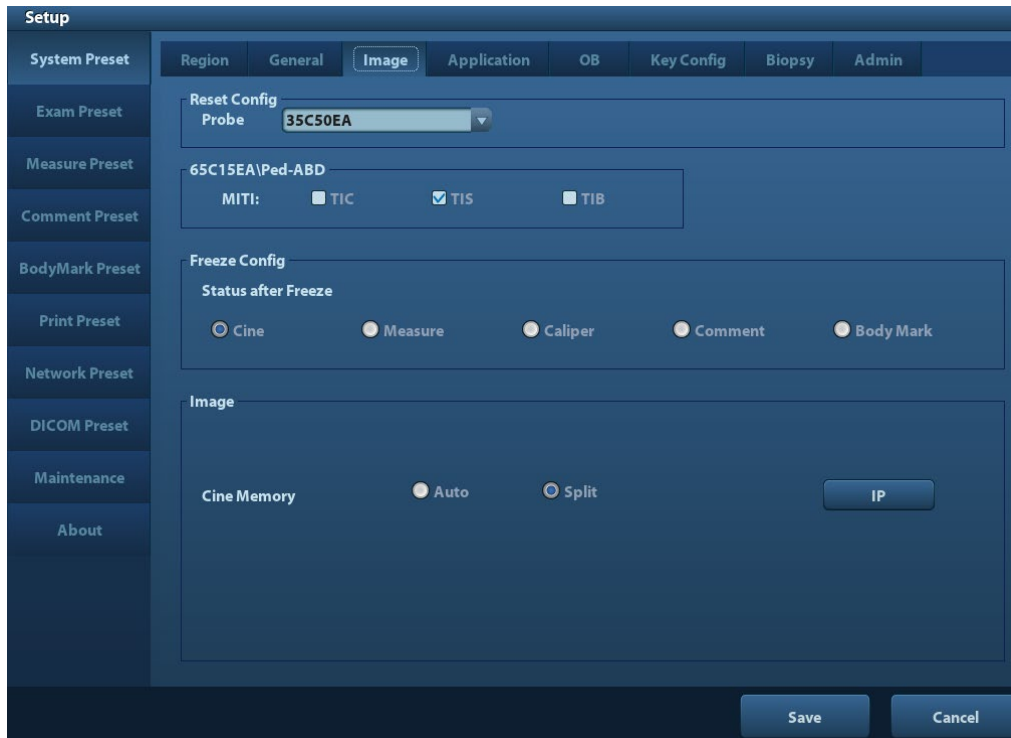 Setup
System Preset
Exam Preset
Measure Preset
Comment Preset
BodyMark Preset
Print Preset
Network Preset
DICOM Preset
Maintenance
About
Region General Image Application OB Key Config Biopsy Admin
Reset Config
Probe 35C50EA
65C15EA\Ped-ABD
MITI: TIC TIS TIB
Freeze Config
Status after Freeze
Cine Measure Caliper Comment Body Mark
Image
Cine Memory Auto Split IP
Save Cancel